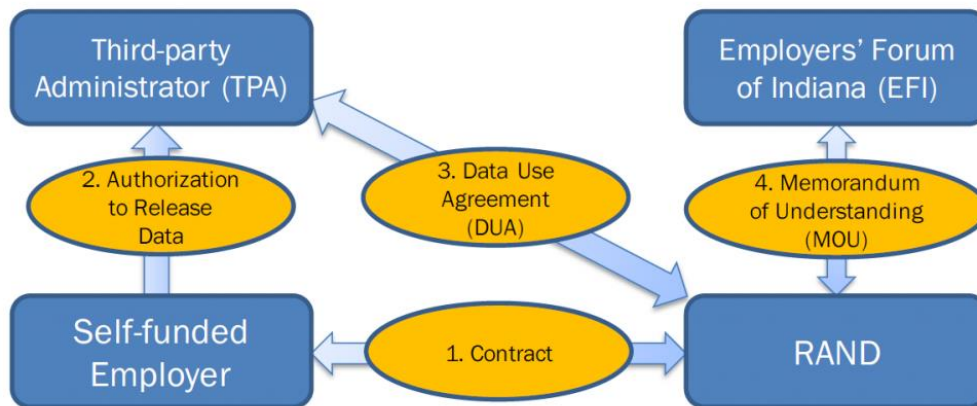 Third-party
Administrator (TPA)
Employers’ Forum
of Indiana (EFI)
2. Authorization
to Release
Data
3. Data Use
Agreement
(DUA)
4. Memorandum
of Understanding
(MOU)
Self-funded
Employer
1. Contract
RAND